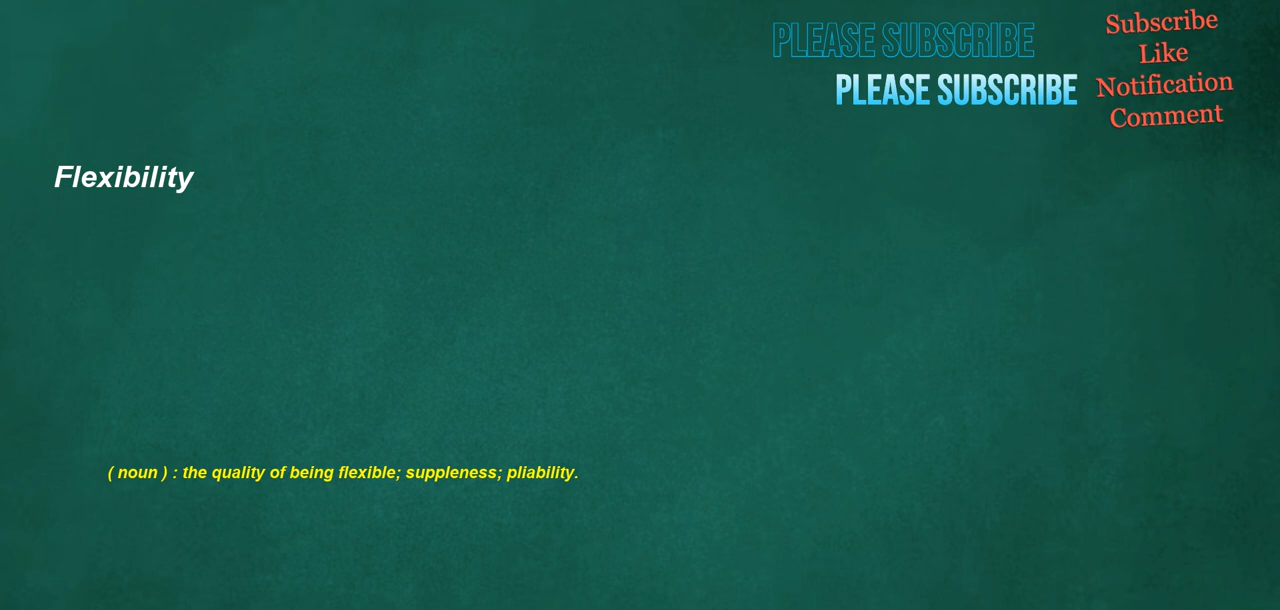 PLEASE SUBSCRIBE
PLEASE SUBSCRIBE
Subscribe
Like
Notification
Comment
Flexibility
( noun ) : the quality of being flexible; suppleness; pliability.